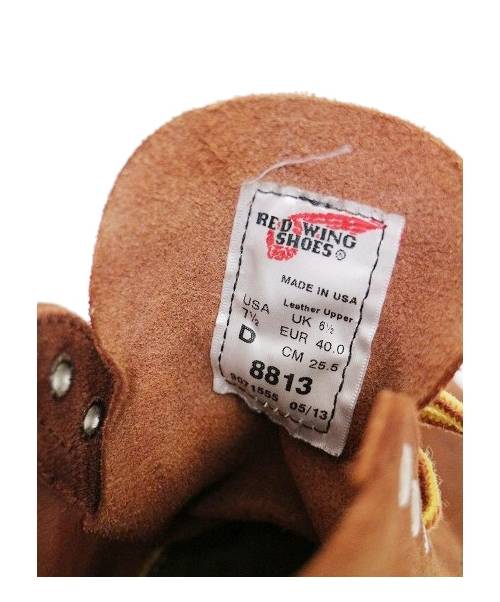 RED WING
SHOES®
MADE IN USA
Leather Upper
USA UK 6½
7½ EUR 40.0
D CM 25.5
8813
05/13